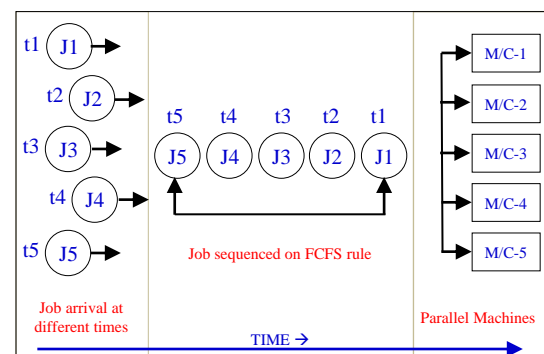 t1 J1
t2 J2
t3 J3
t4 J4
t5 J5
Job arrival at
different times
t5 t4 t3 t2 t1
J5 J4 J3 J2 J1
Job sequenced on FCFS rule
M/C-1
M/C-2
M/C-3
M/C-4
M/C-5
Parallel Machines
TIME →